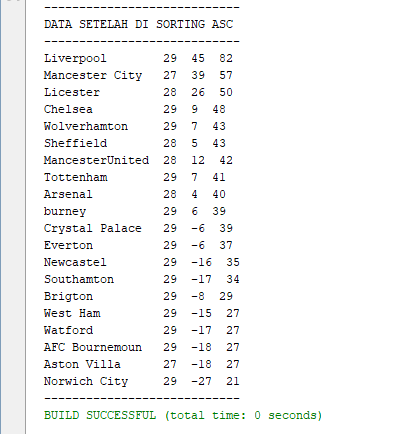 ----------------------------
DATA SETELAH DI SORTING ASC
----------------------------
Liverpool 29 45 82
Mancester City 27 39 57
Licester 28 26 50
Chelsea 29 9 48
Wolverhamton 29 7 43
Sheffield 28 5 43
MancesterUnited 28 12 42
Tottenham 29 7 41
Arsenal 28 4 40
burney 29 6 39
Crystal Palace 29 -6 39
Everton 29 -6 37
Newcastel 29 -16 35
Southamton 29 -17 34
Brigton 29 -8 29
West Ham 29 -15 27
Watford 29 -17 27
AFC Bournemoun 29 -18 27
Aston Villa 27 -18 27
Norwich City 29 -27 21
----------------------------
BUILD SUCCESSFUL (total time: 0 seconds)